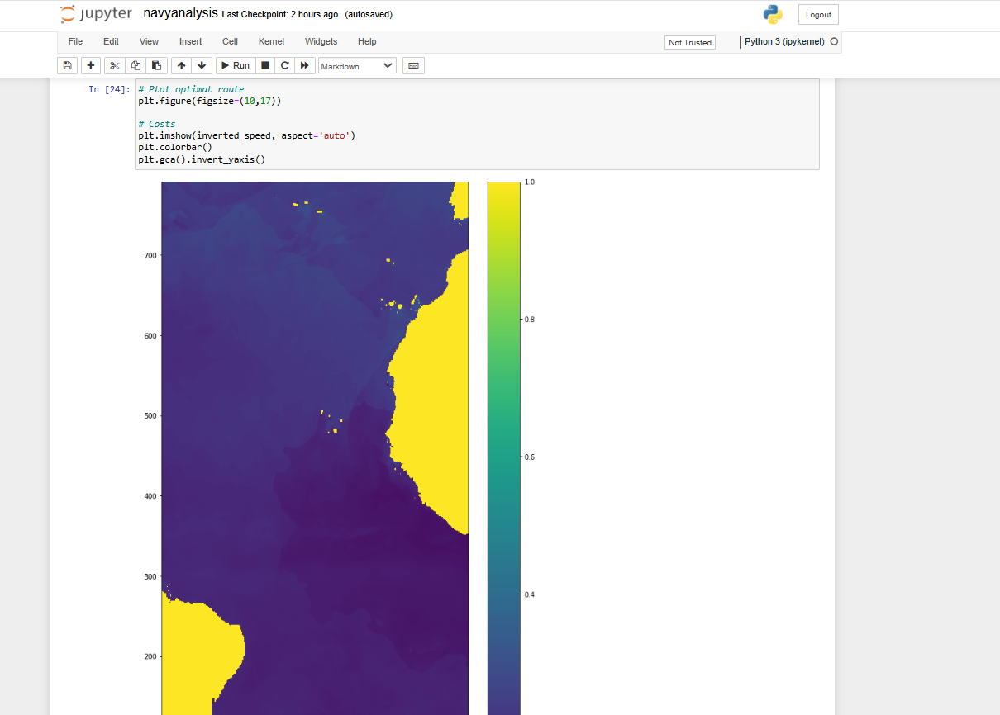 jupyter navyanalysis Last Checkpoint: 2 hours ago (autosaved) Logout
File Edit View Insert Cell Kernel Widgets Help Not Trusted Python 3 (ipykernel)
Run Markdown
In [24]: # Plot optimal route
plt.figure(figsize=(10,17))
# Costs
plt.imshow(inverted_speed, aspect='auto')
plt.colorbar()
plt.gca().invert_yaxis()
1.0
700
0.8
600
500
0.6
400
300
0.4
200